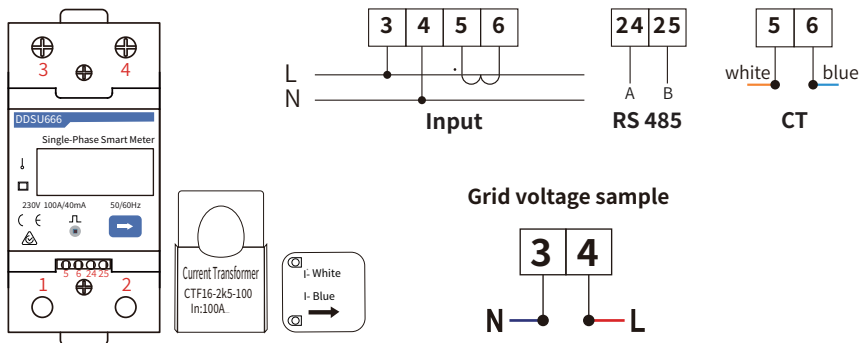 3 4
DDSU666
Single-Phase Smart Meter
230V 100A/40mA 50/60Hz
C E
5 6 24 25
1 2
Current Transformer
CTF16-2k5-100
In:100A..
I- White
I- Blue
3 4 5 6
L
N
Input
24 25
A B
RS 485
5 6
white blue
CT
Grid voltage sample
3 4
N L